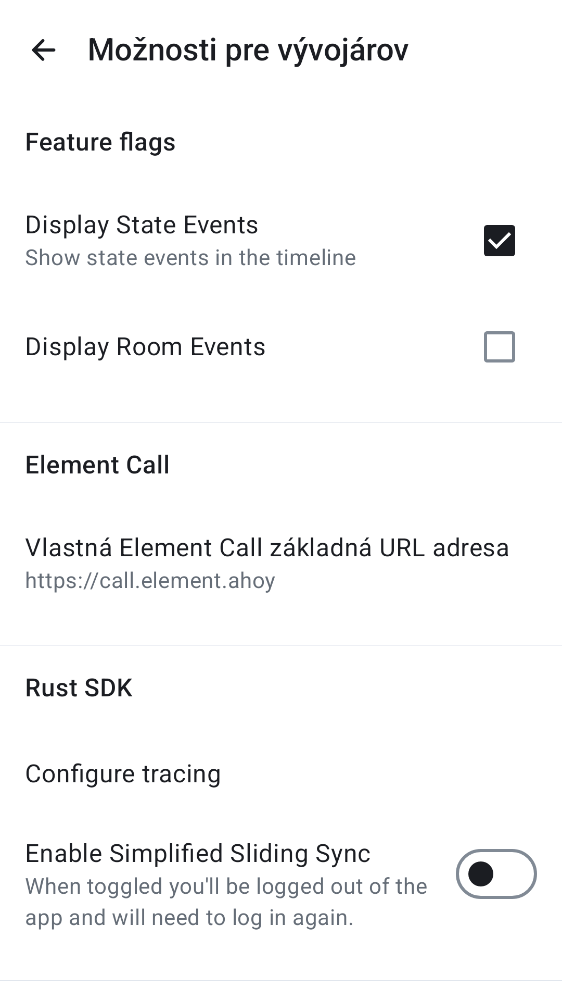 Možnosti pre vývojárov
Feature flags
Display State Events
Show state events in the timeline
Display Room Events
Element Call
Vlastná Element Call základná URL adresa
https://call.element.ahoy
Rust SDK
Configure tracing
Enable Simplified Sliding Sync
When toggled you'll be logged out of the
app and will need to log in again.